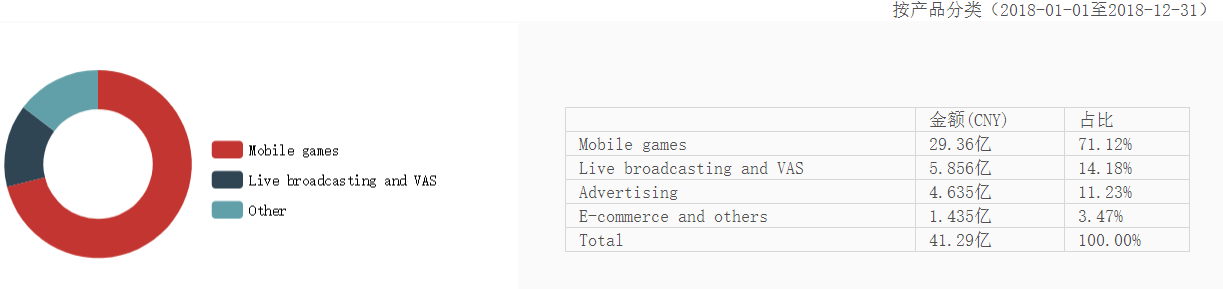 按产品分类（2018-01-01至2018-12-31）
Mobile games
Live broadcasting and VAS
Other
金额(CNY) 占比
Mobile games 29.36亿 71.12%
Live broadcasting and VAS 5.856亿 14.18%
Advertising 4.635亿 11.23%
E-commerce and others 1.435亿 3.47%
Total 41.29亿 100.00%